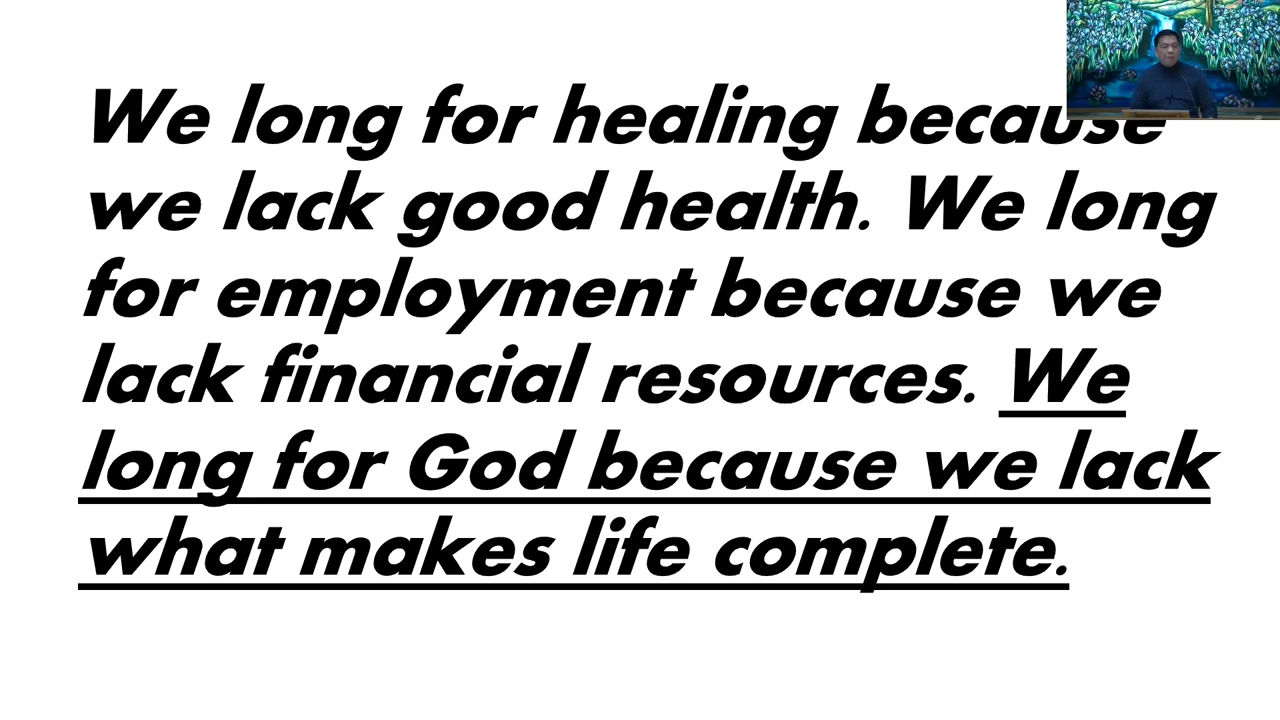 We long for healing because
we lack good health. We long
for employment because we
lack financial resources. We
long for God because we lack
what makes life complete.